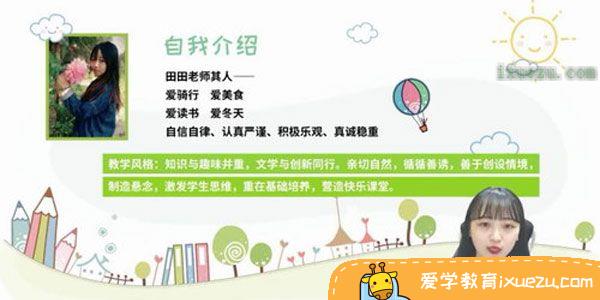 自我介绍
ixuezu.com
田田老师其人——
爱骑行 爱美食
爱读书 爱冬天
自信自律、认真严谨、积极乐观、真诚稳重
教学风格：知识与趣味并重，文学与创新同行。亲切自然，循循善诱，善于创设情境，
制造悬念，激发学生思维，重在基础培养，营造快乐课堂。
爱学教育ixuezu.com